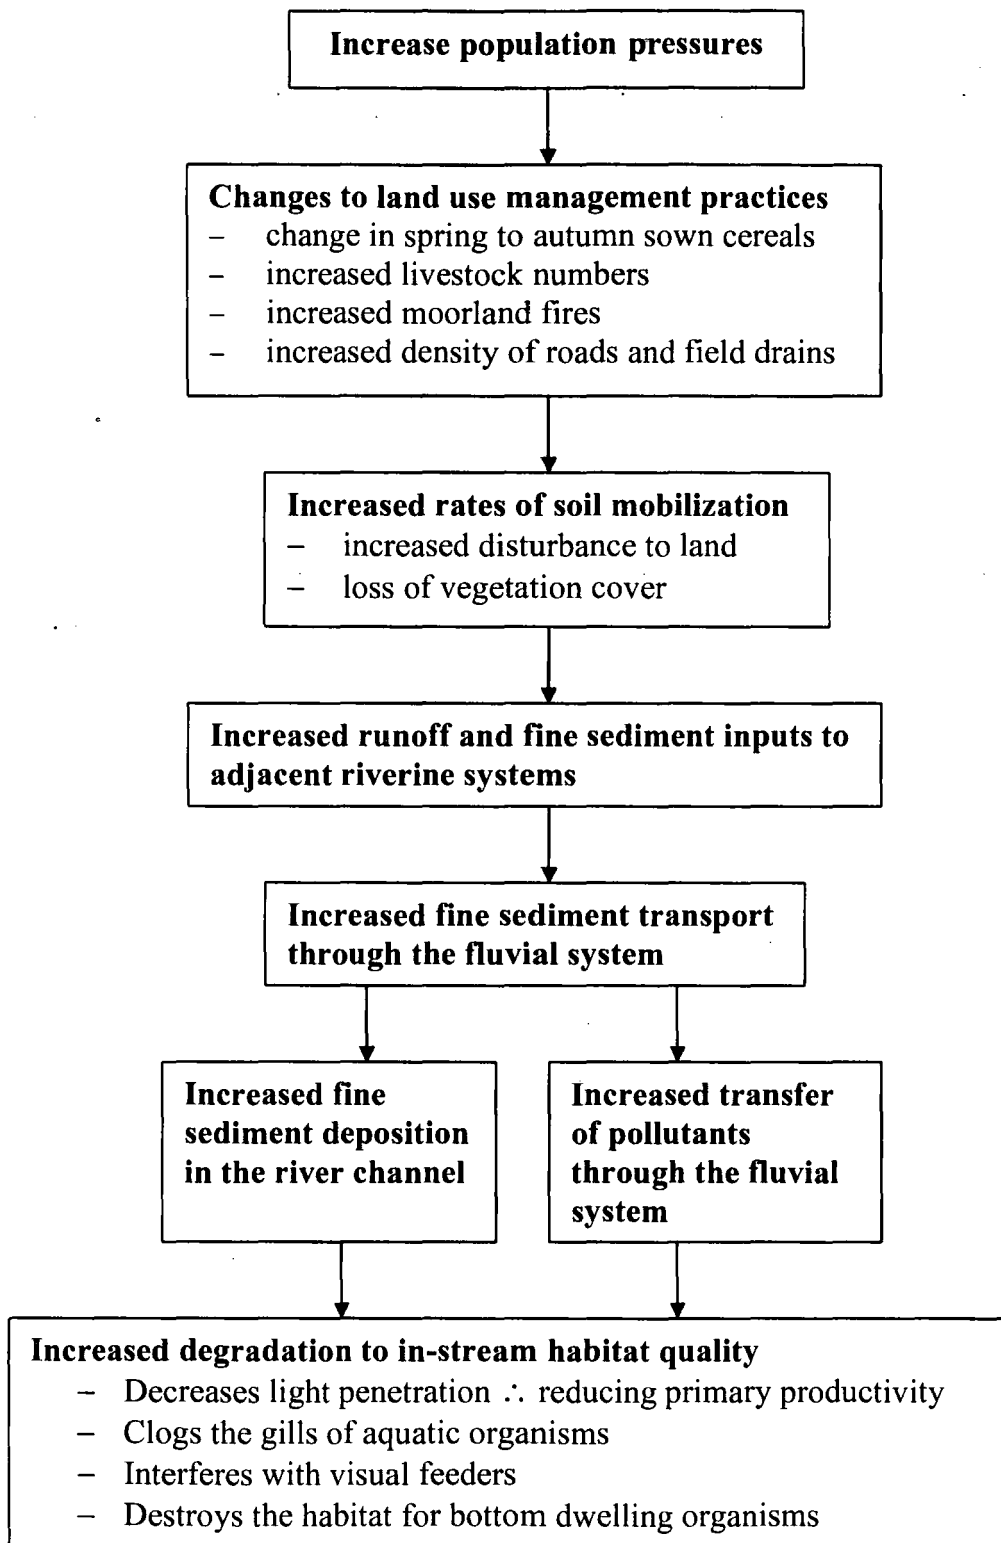 Increase population pressures
Changes to land use management practices
– change in spring to autumn sown cereals
– increased livestock numbers
– increased moorland fires
– increased density of roads and field drains
Increased rates of soil mobilization
– increased disturbance to land
– loss of vegetation cover
Increased runoff and fine sediment inputs to
adjacent riverine systems
Increased fine sediment transport
through the fluvial system
Increased fine
sediment deposition
in the river channel
Increased transfer
of pollutants
through the fluvial
system
Increased degradation to in-stream habitat quality
– Decreases light penetration ∴ reducing primary productivity
– Clogs the gills of aquatic organisms
– Interferes with visual feeders
– Destroys the habitat for bottom dwelling organisms